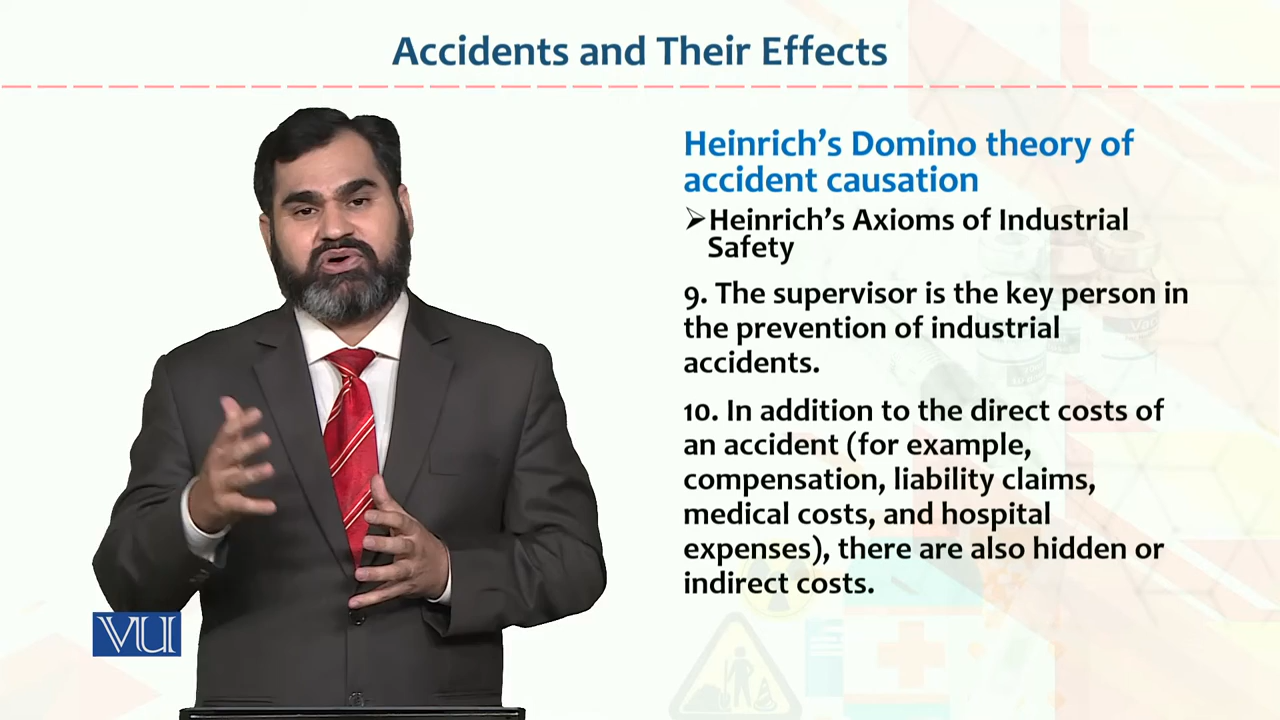 Accidents and Their Effects
Heinrich’s Domino theory of
accident causation
➢Heinrich’s Axioms of Industrial
Safety
9. The supervisor is the key person in
the prevention of industrial
accidents.
10. In addition to the direct costs of
an accident (for example,
compensation, liability claims,
medical costs, and hospital
expenses), there are also hidden or
indirect costs.
VU